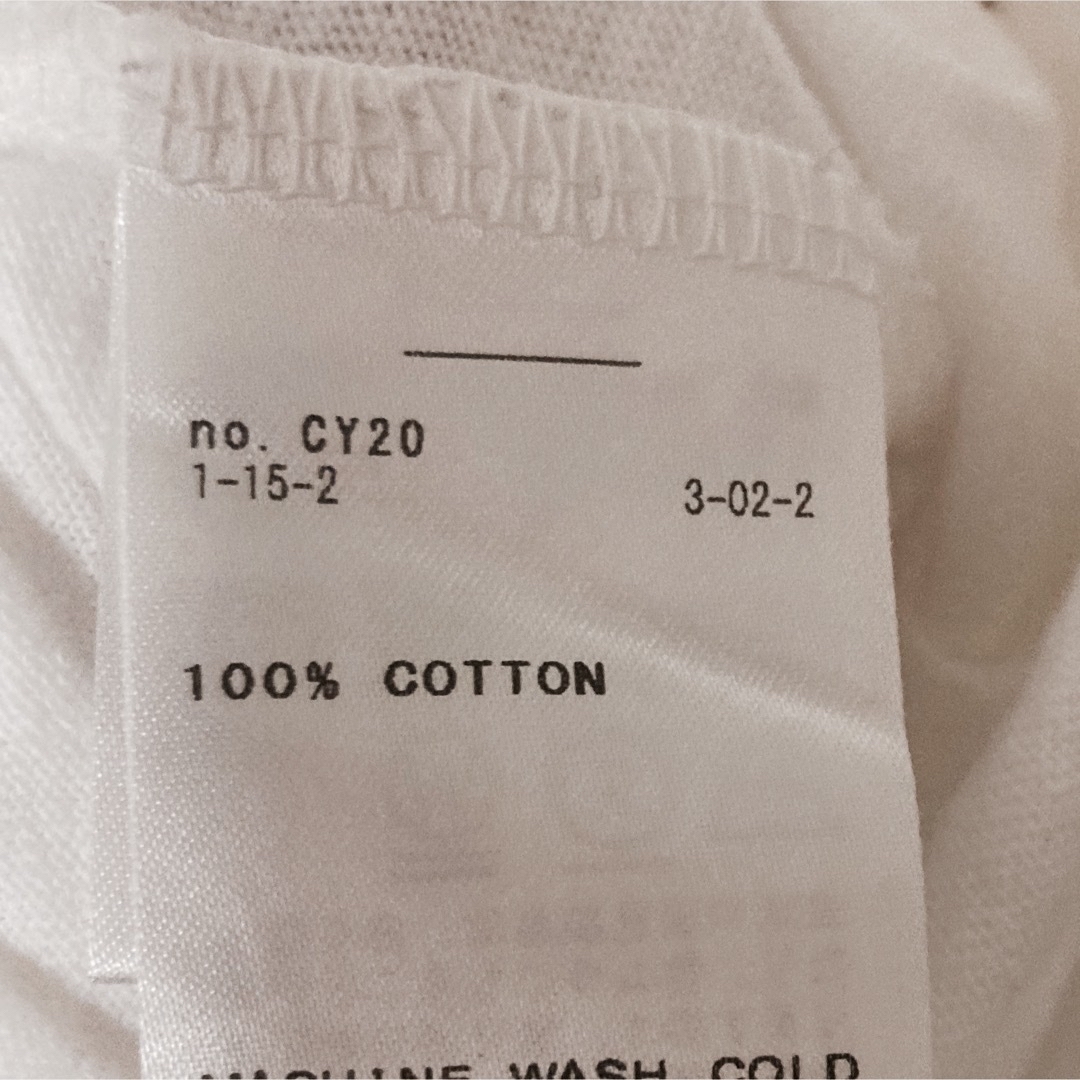 no. CY20
1-15-2 3-02-2
100% COTTON
MACHINE WASH COLD